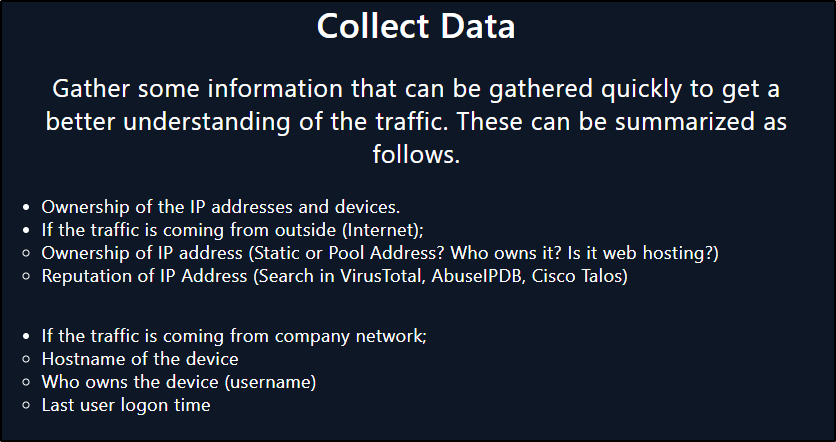 Collect Data
Gather some information that can be gathered quickly to get a
better understanding of the traffic. These can be summarized as
follows.
• Ownership of the IP addresses and devices.
• If the traffic is coming from outside (Internet);
○ Ownership of IP address (Static or Pool Address? Who owns it? Is it web hosting?)
○ Reputation of IP Address (Search in VirusTotal, AbuseIPDB, Cisco Talos)
• If the traffic is coming from company network;
○ Hostname of the device
○ Who owns the device (username)
○ Last user logon time